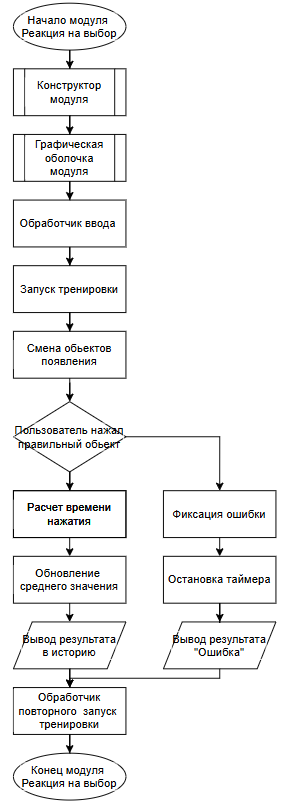 Начало модуля
Реакция на выбор
Конструктор
модуля
Графическая
оболочка
модуля
Обработчик ввода
Запуск тренировки
Смена обьектов
появления
Пользователь нажал
правильный обьект
Расчет времени
нажатия
Фиксация ошибки
Обновление
среднего значения
Остановка таймера
Вывод результата
в историю
Вывод результата
"Ошибка"
Обработчик
повторного запуск
тренировки
Конец модуля
Реакция на выбор